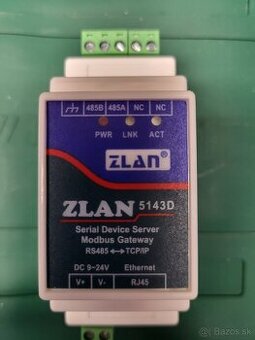 485B 485A NC NC
PWR LNK ACT
ZLAN®
ZLAN 5143D
Serial Device Server
Modbus Gateway
RS485 ↔ TCP/IP
DC 9~24V Ethernet
V+ V- RJ45
bazos.sk